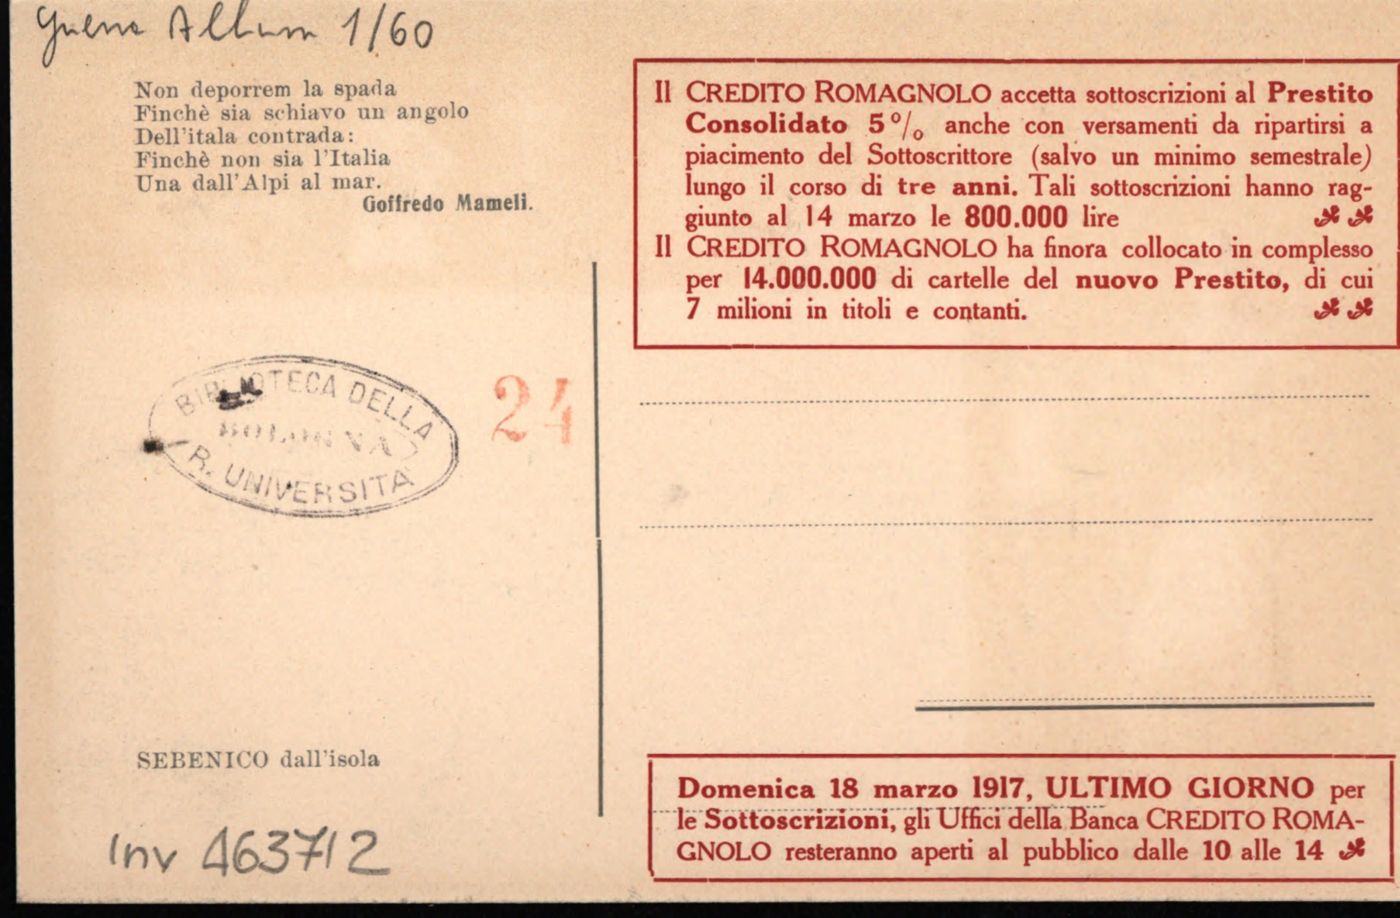 Guerra Album 1/60
Non deporrem la spada
Finchè sia schiavo un angolo
Dell'itala contrada:
Finchè non sia l'Italia
Una dall'Alpi al mar.
Goffredo Mameli.
Il CREDITO ROMAGNOLO accetta sottoscrizioni al Prestito
Consolidato 5% anche con versamenti da ripartirsi a
piacimento del Sottoscrittore (salvo un minimo semestrale)
lungo il corso di tre anni. Tali sottoscrizioni hanno rag-
giunto al 14 marzo le 800.000 lire
Il CREDITO ROMAGNOLO ha finora collocato in complesso
per 14.000.000 di cartelle del nuovo Prestito, di cui
7 milioni in titoli e contanti.
BIBLIOTECA DELLA
BOLOGNA
R. UNIVERSITÀ
24
SEBENICO dall'isola
Inv 463712
Domenica 18 marzo 1917, ULTIMO GIORNO per
le Sottoscrizioni, gli Uffici della Banca CREDITO ROMA-
GNOLO resteranno aperti al pubblico dalle 10 alle 14